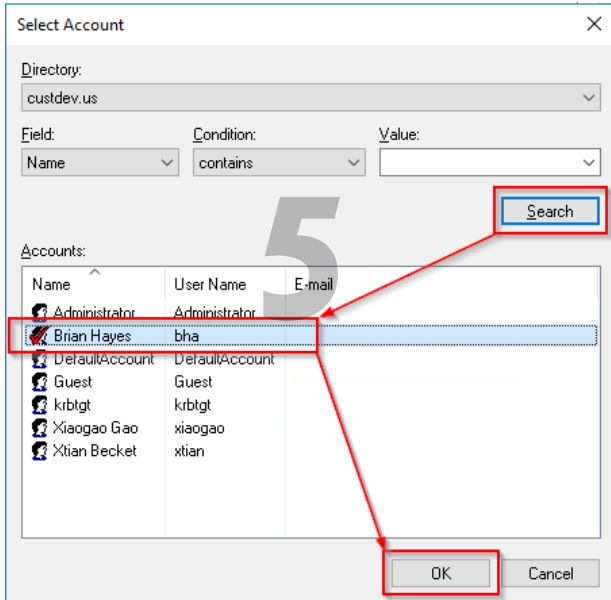 Select Account
Directory:
custdev.us
Field: Condition: Value:
Name contains
Search
5
Accounts:
Name User Name E-mail
Administrator Administrator
Brian Hayes bha
DefaultAccount DefaultAccount
Guest Guest
krbtgt krbtgt
Xiaogao Gao xiaogao
Xtian Becket xtian
OK Cancel